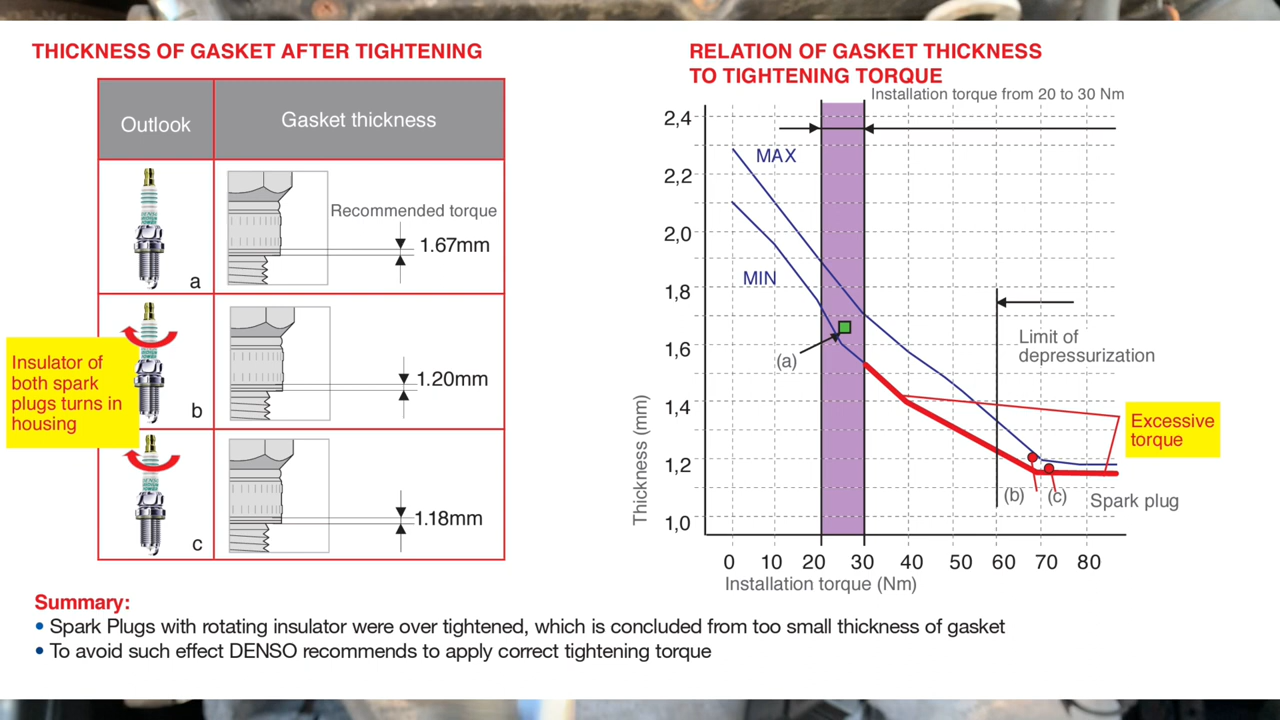 THICKNESS OF GASKET AFTER TIGHTENING
Outlook
Gasket thickness
Recommended torque
1.67mm
a
1.20mm
b
1.18mm
c
Insulator of
both spark
plugs turns in
housing
RELATION OF GASKET THICKNESS
TO TIGHTENING TORQUE
Installation torque from 20 to 30 Nm
2,4
2,2
2,0
1,8
1,6
1,4
1,2
1,0
Thickness (mm)
MAX
MIN
(a)
Limit of
depressurization
Excessive
torque
(b)
(c)
Spark plug
0 10 20 30 40 50 60 70 80
Installation torque (Nm)
Summary:
• Spark Plugs with rotating insulator were over tightened, which is concluded from too small thickness of gasket
• To avoid such effect DENSO recommends to apply correct tightening torque